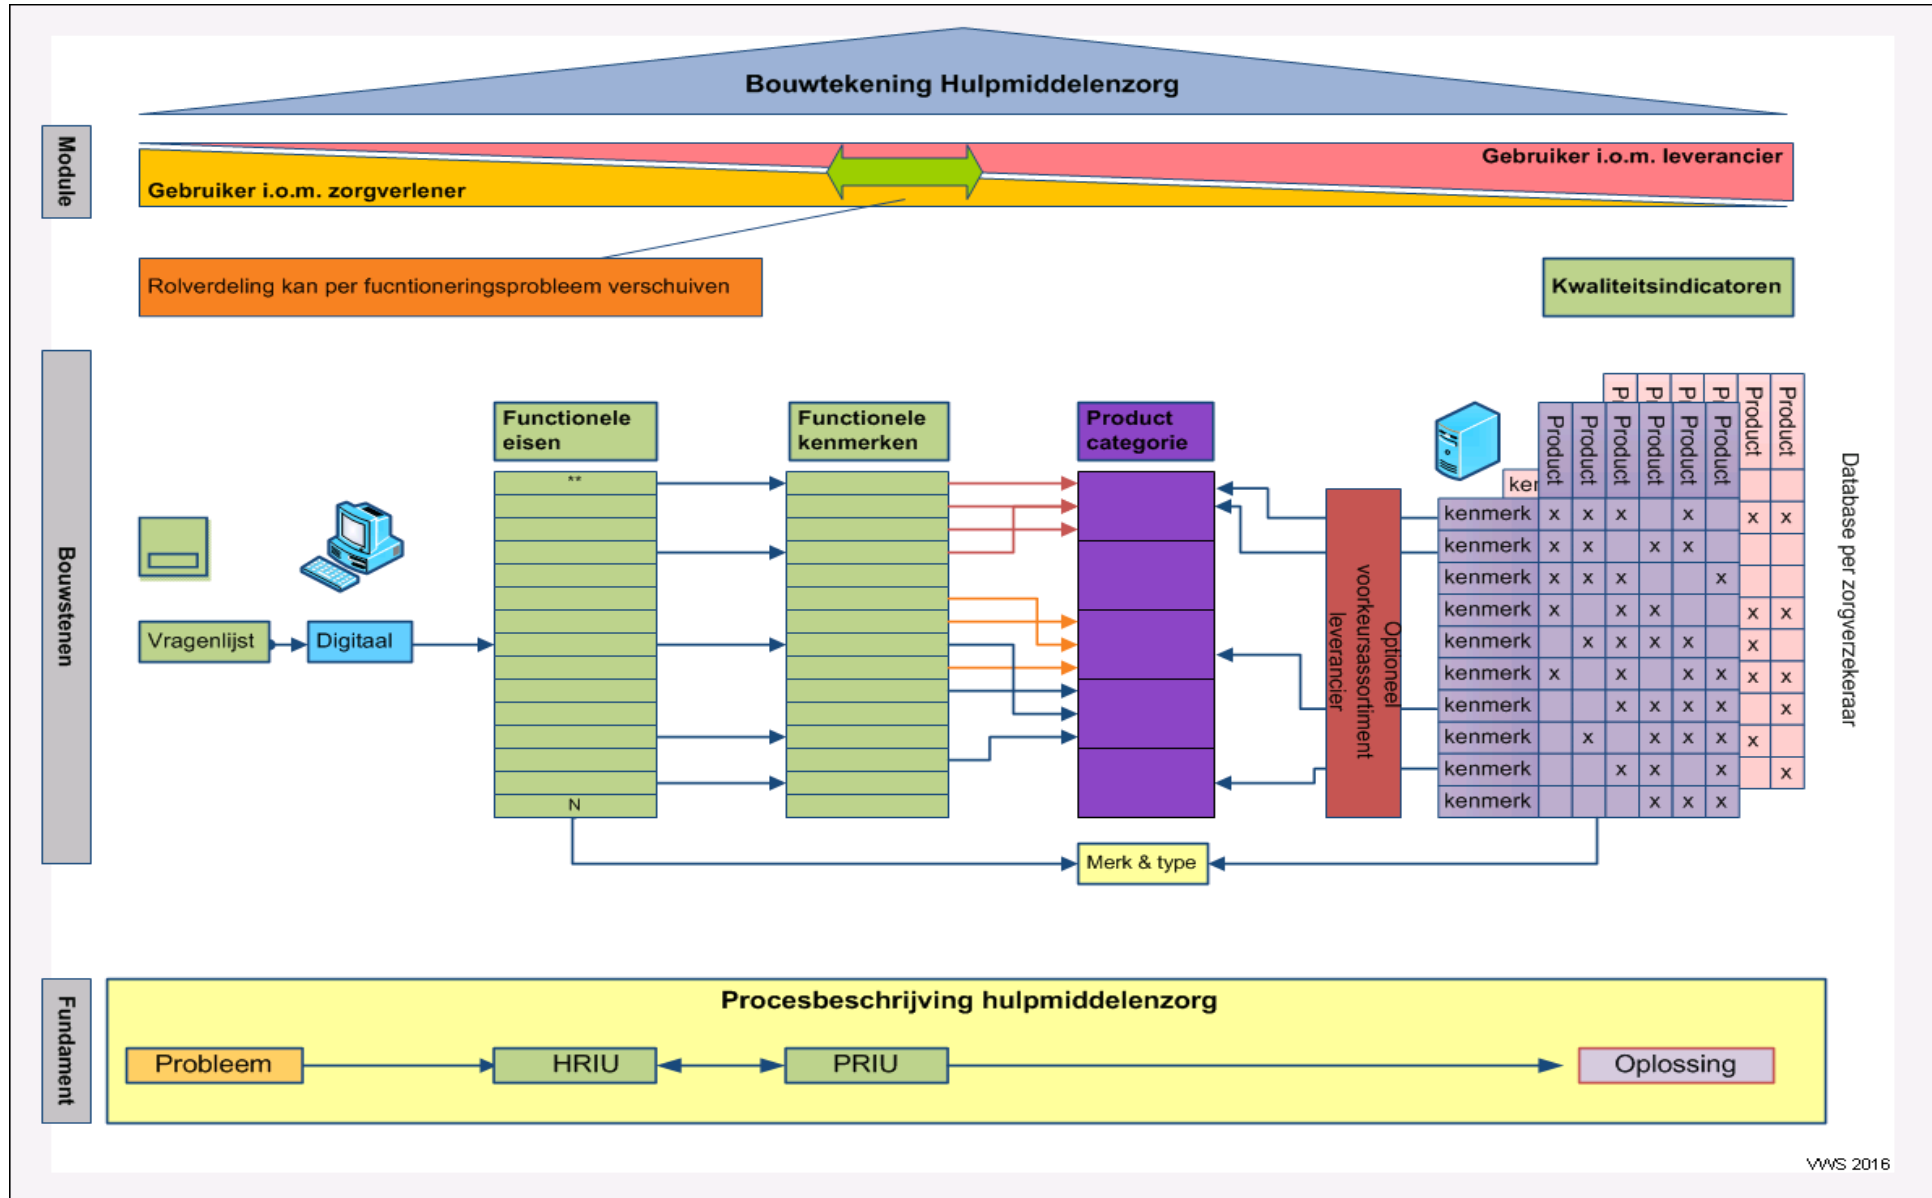 Bouwtekening Hulpmiddelenzorg
Module
Gebruiker i.o.m. leverancier
Gebruiker i.o.m. zorgverlener
Rolverdeling kan per fucntioneringsprobleem verschuiven
Kwaliteitsindicatoren
Bouwstenen
Functionele
eisen
Functionele
kenmerken
Product
categorie
P
P
P
P
Product
Product
Product
Product
Product
Product
Product
Product
ker
**
kenmerk x x x x x x
kenmerk x x x x
kenmerk x x x x
kenmerk x x x x x
kenmerk x x x x x
kenmerk x x x x x x
kenmerk x x x x x
kenmerk x x x x x
kenmerk x x x x
kenmerk x x x
Vragenlijst
Digitaal
Optioneel
voorkeursassortiment
leverancier
Database per zorgverzekeraar
N
Merk & type
Fundament
Procesbeschrijving hulpmiddelenzorg
Probleem
HRIU
PRIU
Oplossing
VWS 2016